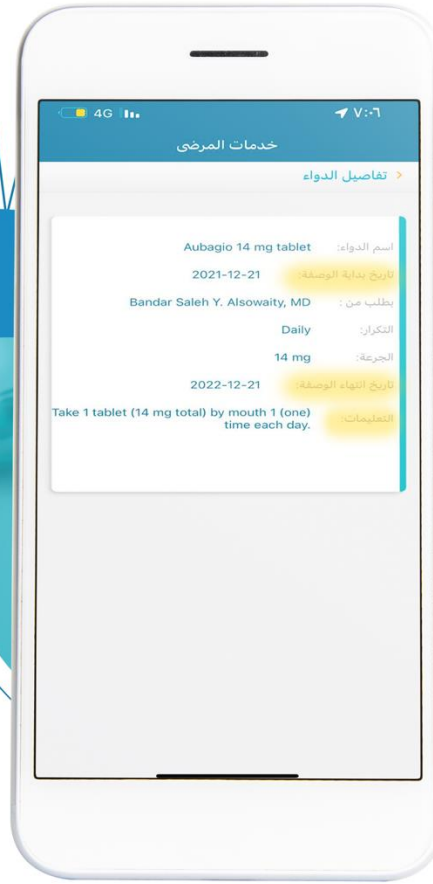 4G
٧:٠٦
خدمات المرضى
تفاصيل الدواء
اسم الدواء: Aubagio 14 mg tablet
تاريخ بداية الوصفة: 2021-12-21
بطلب من : Bandar Saleh Y. Alsowaity, MD
التكرار: Daily
الجرعة: 14 mg
تاريخ انتهاء الوصفة: 2022-12-21
التعليمات: Take 1 tablet (14 mg total) by mouth 1 (one)
time each day.